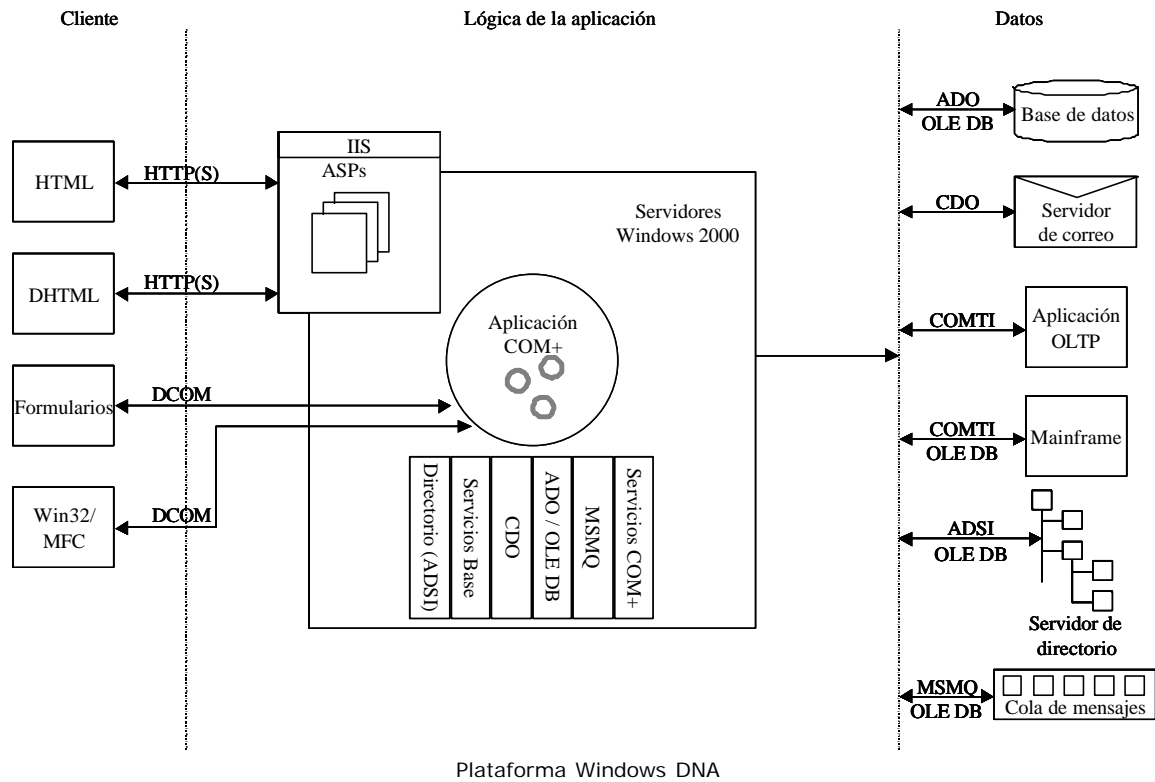 Cliente
Lógica de la aplicación
Datos
HTML
HTTP(S)
DHTML
HTTP(S)
Formularios
DCOM
Win32/
MFC
DCOM
IIS
ASPs
Servidores
Windows 2000
Aplicación
COM+
Directorio (ADSI)
Servicios Base
CDO
ADO / OLE DB
MSMQ
Servicios COM+
ADO
OLE DB
Base de datos
CDO
Servidor
de correo
COMTI
Aplicación
OLTP
COMTI
OLE DB
Mainframe
ADSI
OLE DB
Servidor de
directorio
MSMQ
OLE DB
Cola de mensajes
Plataforma Windows DNA